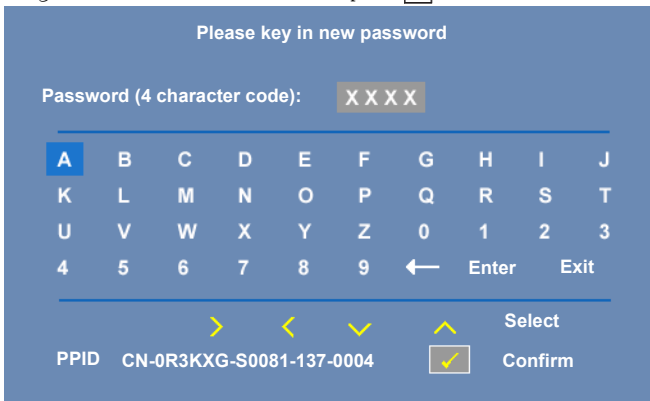 Please key in new password
Password (4 character code): X X X X
A B C D E F G H I J
K L M N O P Q R S T
U V W X Y Z 0 1 2 3
4 5 6 7 8 9 ← Enter Exit
Select
PPID CN-0R3KXG-S0081-137-0004 ✓ Confirm